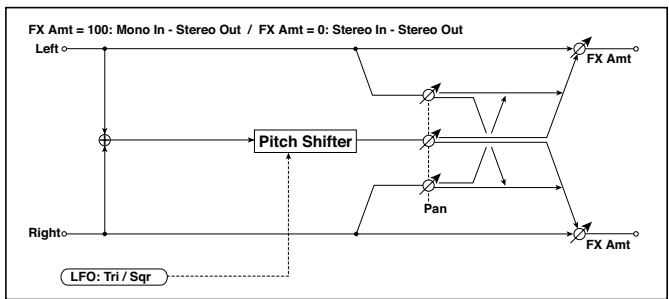 FX Amt = 100: Mono In - Stereo Out / FX Amt = 0: Stereo In - Stereo Out
Left
FX Amt
Pitch Shifter
Pan
Right
FX Amt
LFO: Tri / Sqr